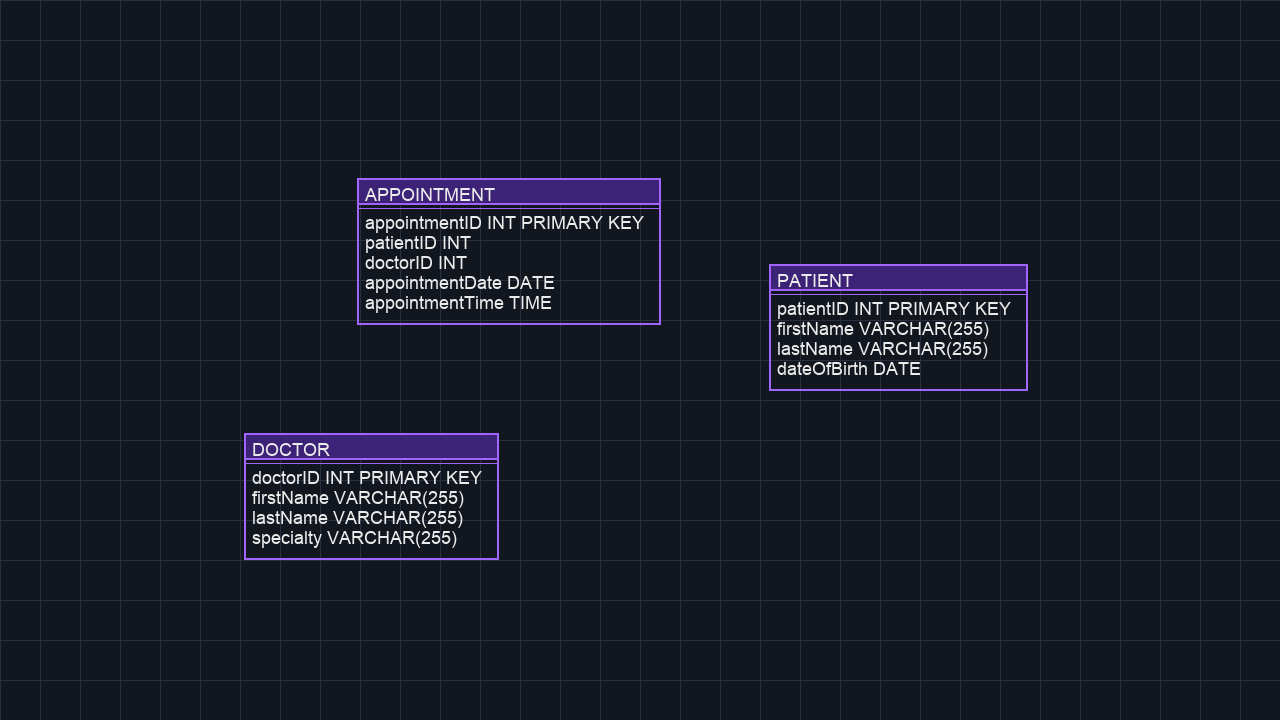 APPOINTMENT
appointmentID INT PRIMARY KEY
patientID INT
doctorID INT
appointmentDate DATE
appointmentTime TIME
PATIENT
patientID INT PRIMARY KEY
firstName VARCHAR(255)
lastName VARCHAR(255)
dateOfBirth DATE
DOCTOR
doctorID INT PRIMARY KEY
firstName VARCHAR(255)
lastName VARCHAR(255)
specialty VARCHAR(255)